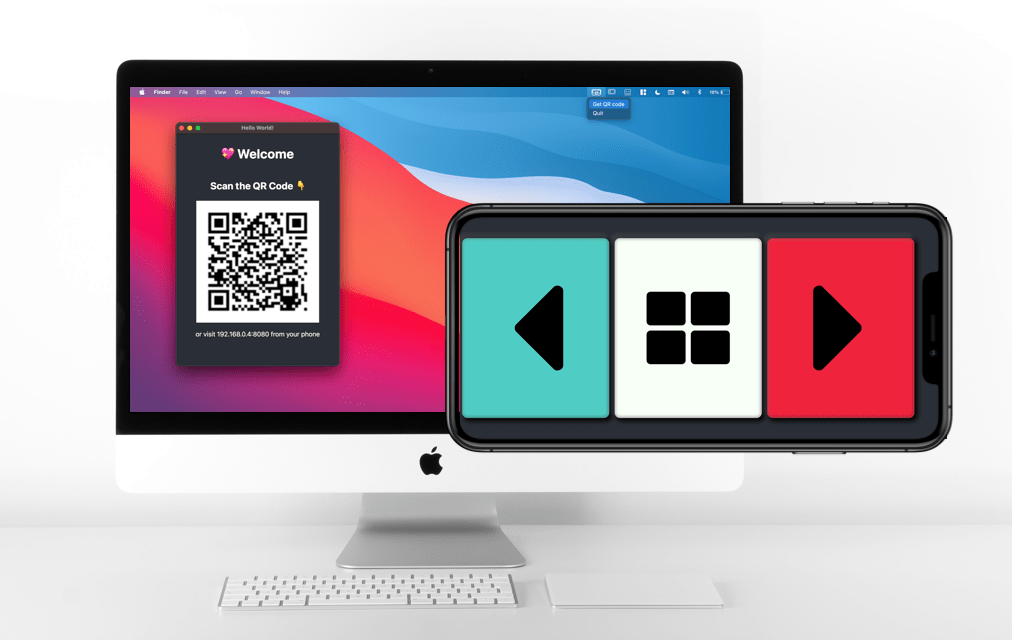 Finder File Edit View Go Window Help 18%
Get QR code
Quit
Hello World!
💖 Welcome
Scan the QR Code 👇
or visit 192.168.0.4:8080 from your phone